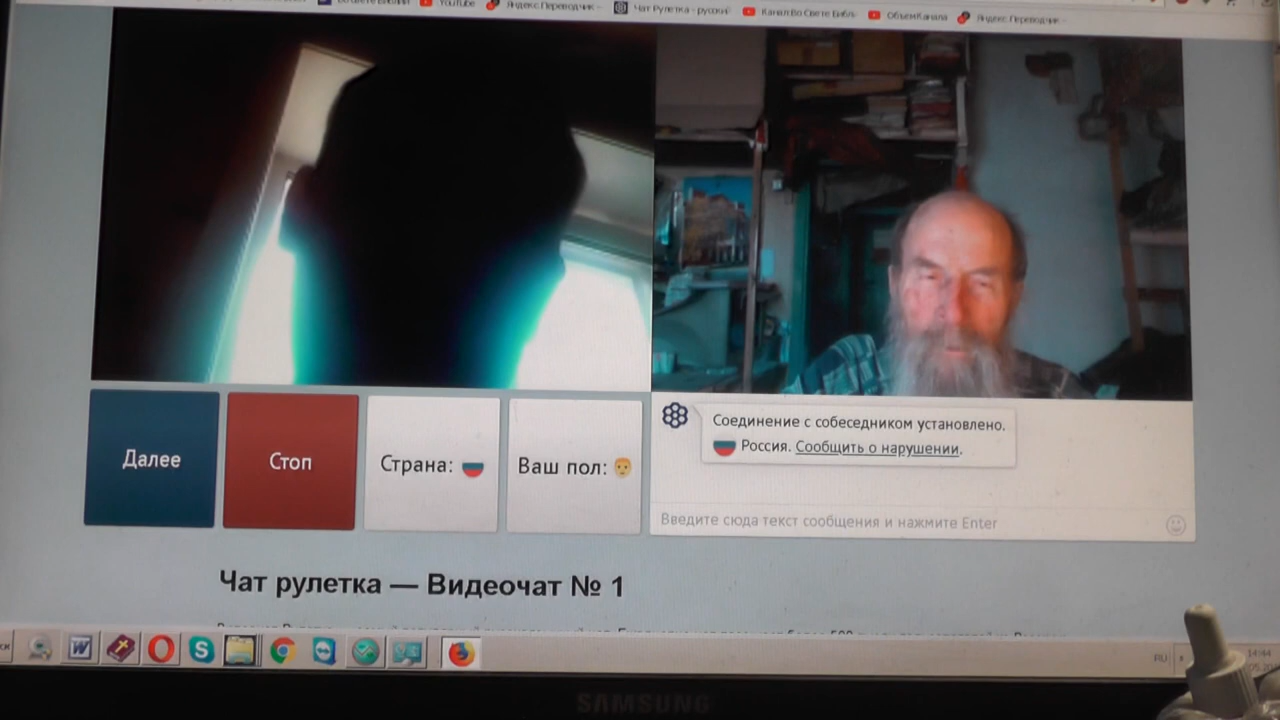 YouTube
Яндекс.Переводчик –
Чат Рулетка - русский
Канал:Во Свете Библ-
ОбъемКанала
Яндекс.Переводчик –
Далее
Стоп
Страна:
Ваш пол:
Соединение с собеседником установлено.
Россия. Сообщить о нарушении.
Введите сюда текст сообщения и нажмите Enter
Чат рулетка — Видеочат № 1
RU
14:44
SAMSUNG